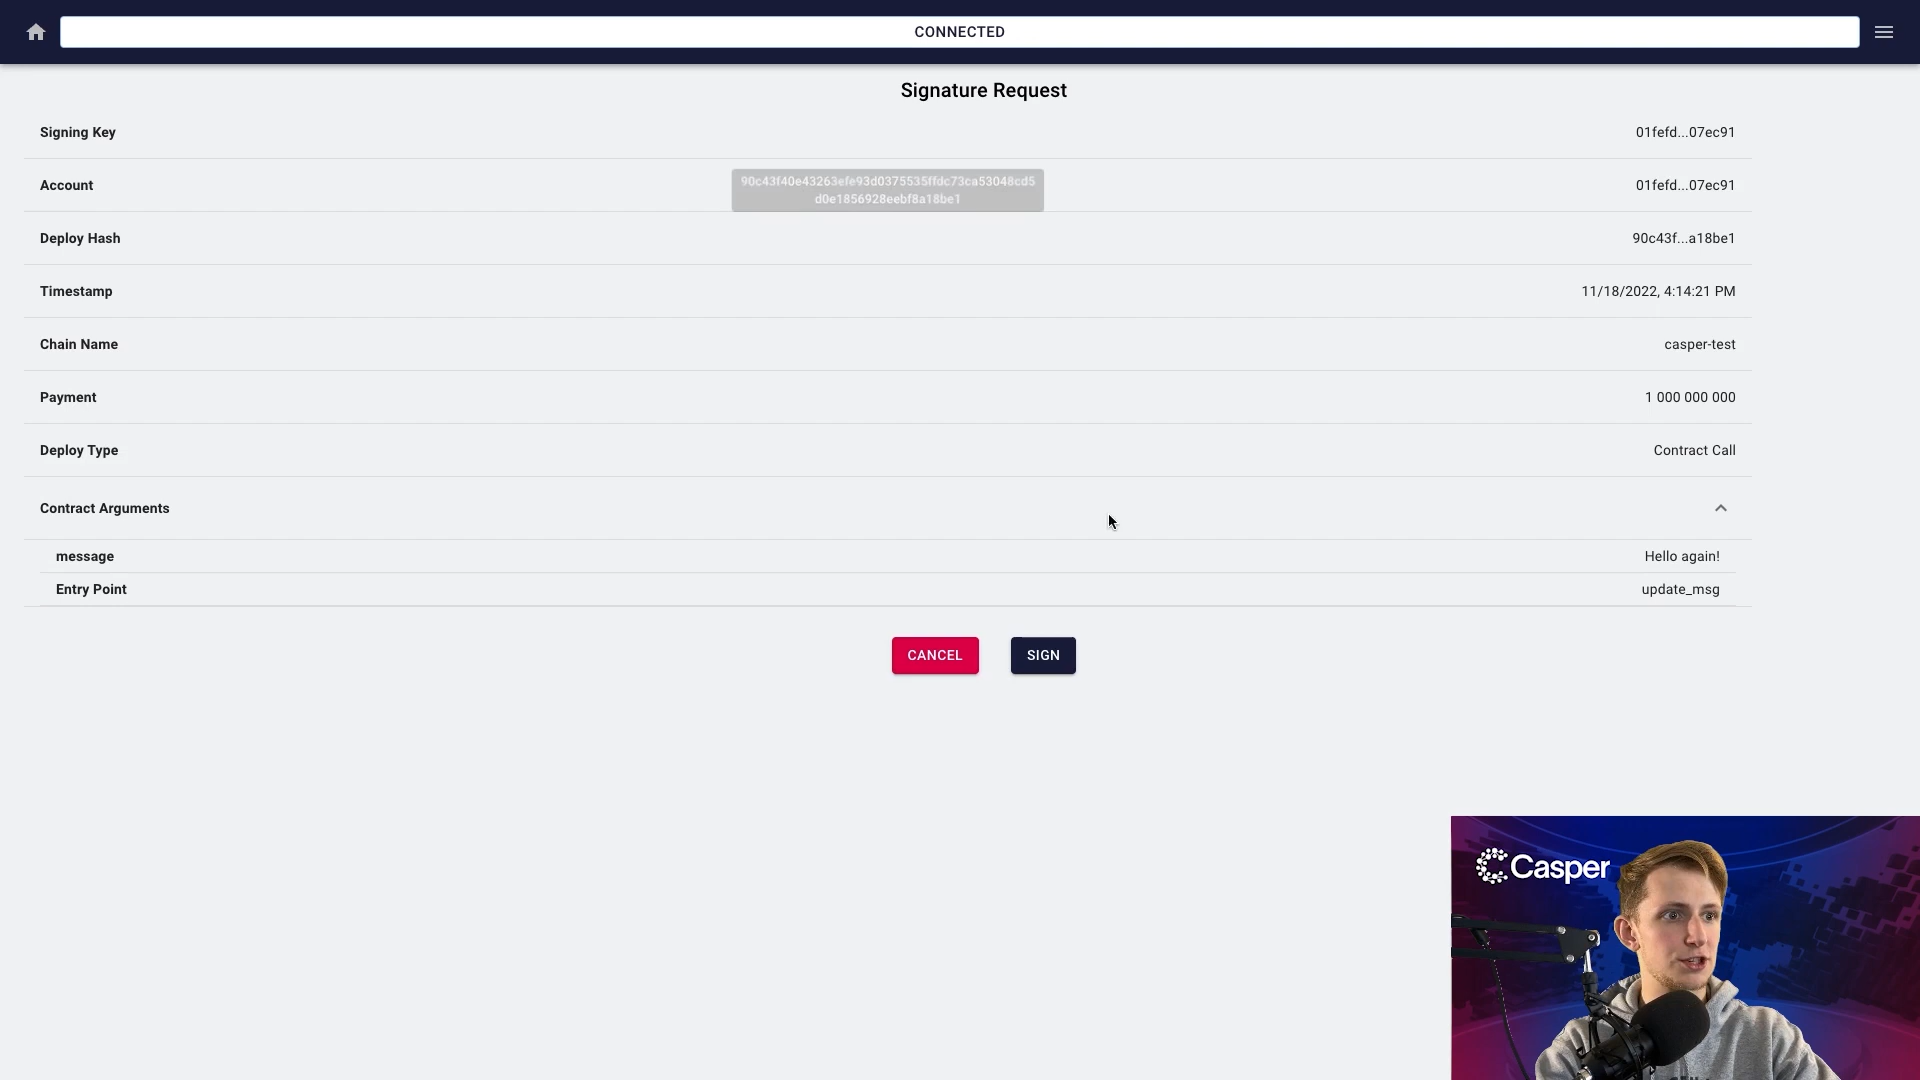 CONNECTED
Signature Request
Signing Key 01fefd...07ec91
Account 01fefd...07ec91
90c43f40e43263efe93d0375535ffdc73ca53048cd5
d0e1856928eebf8a18be1
Deploy Hash 90c43f...a18be1
Timestamp 11/18/2022, 4:14:21 PM
Chain Name casper-test
Payment 1 000 000 000
Deploy Type Contract Call
Contract Arguments
message Hello again!
Entry Point update_msg
CANCEL SIGN
Casper